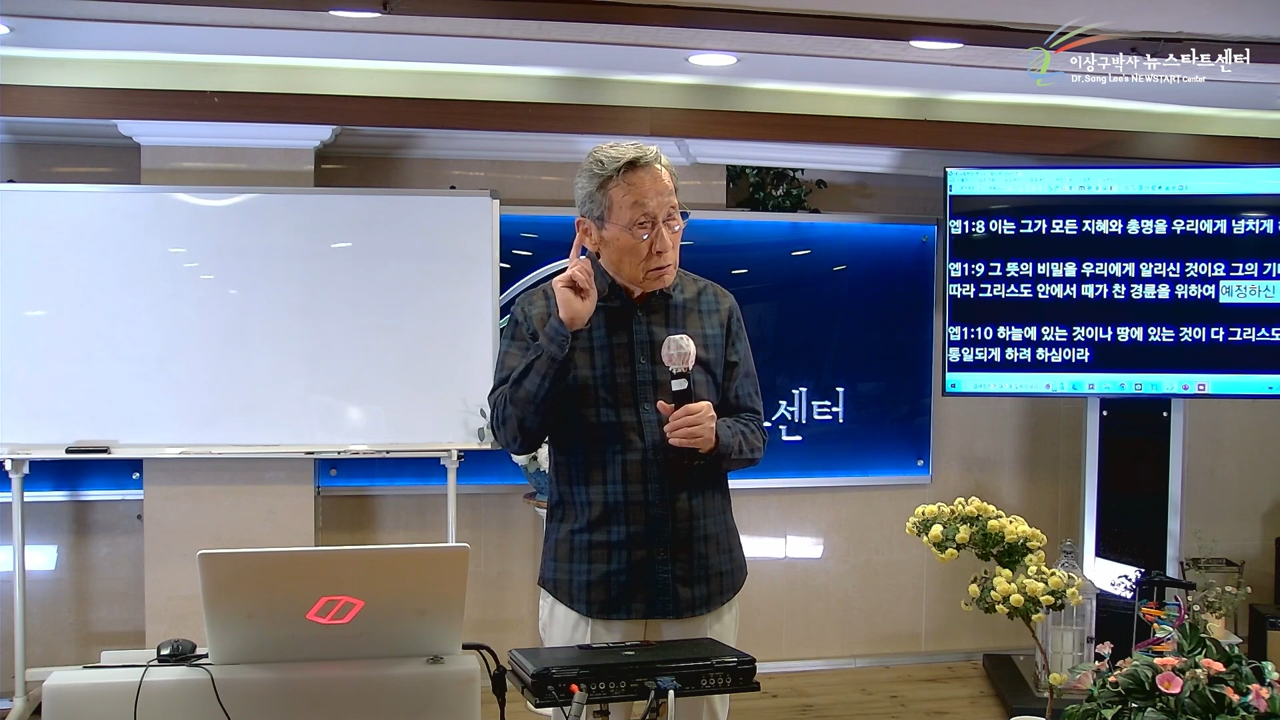 이상구박사 뉴스타트센터
Dr.Sang Lee's NEWSTART Center
엡1:8 이는 그가 모든 지혜와 총명을 우리에게 넘치게
엡1:9 그 뜻의 비밀을 우리에게 알리신 것이요 그의
따라 그리스도 안에서 때가 찬 경륜을 위하여 예정하신
엡1:10 하늘에 있는 것이나 땅에 있는 것이 다 그리스도
통일되게 하려 하심이라
센터